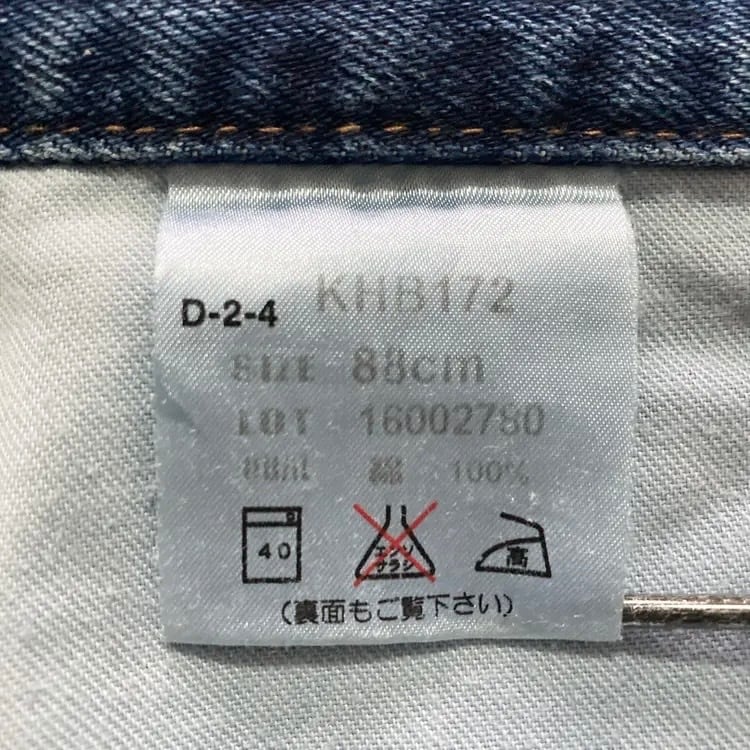 D-2-4 KHB172
SIZE 88cm
LOT 16002780
綿 100%
40
エンソ
サラシ
高
(裏面もご覧下さい)